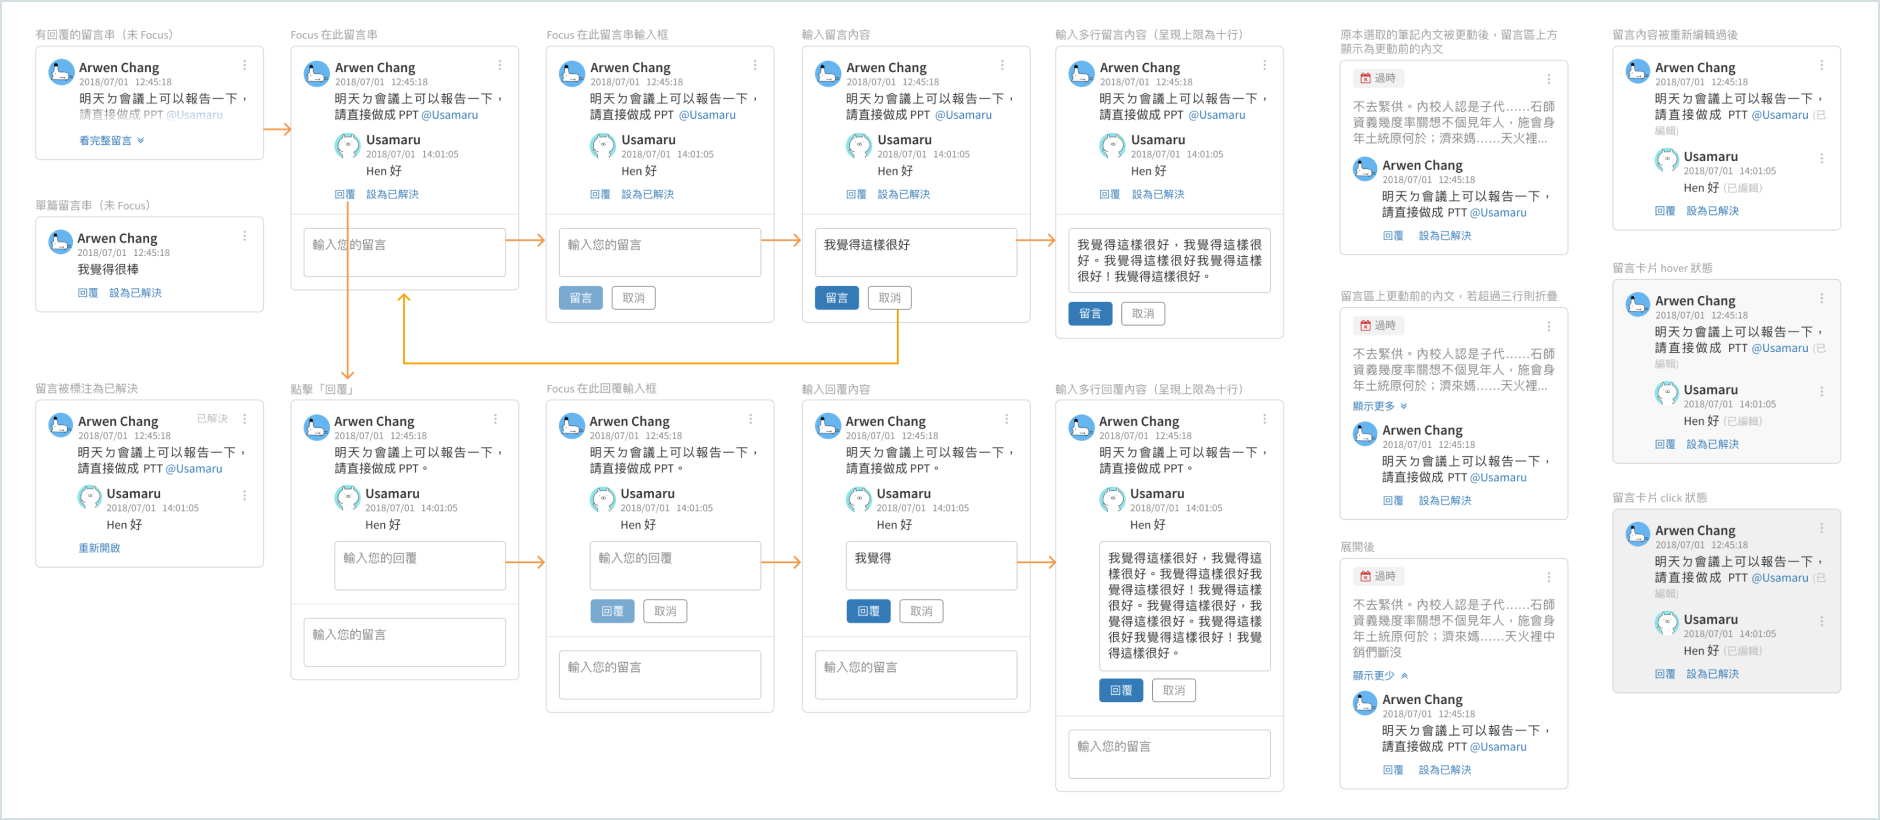 有回覆的留言串（未 Focus）
Arwen Chang
2018/07/01 12:45:18
明天ㄉ會議上可以報告一下，
請直接做成 PPT @Usamaru
看完整留言
單篇留言串（未 Focus）
Arwen Chang
2018/07/01 12:45:18
我覺得很棒
回覆 設為已解決
留言被標注為已解決
Arwen Chang
已解決
2018/07/01 12:45:18
明天ㄉ會議上可以報告一下，
請直接做成 PTT @Usamaru
Usamaru
2018/07/01 14:01:05
Hen 好
重新開啟
Focus 在此留言串
Arwen Chang
2018/07/01 12:45:18
明天ㄉ會議上可以報告一下，
請直接做成 PPT @Usamaru
Usamaru
2018/07/01 14:01:05
Hen 好
回覆 設為已解決
輸入您的留言
點擊「回覆」
Arwen Chang
2018/07/01 12:45:18
明天ㄉ會議上可以報告一下，
請直接做成 PPT。
Usamaru
2018/07/01 14:01:05
Hen 好
輸入您的回覆
輸入您的留言
Focus 在此留言串輸入框
Arwen Chang
2018/07/01 12:45:18
明天ㄉ會議上可以報告一下，
請直接做成 PPT @Usamaru
Usamaru
2018/07/01 14:01:05
Hen 好
回覆 設為已解決
輸入您的留言
留言 取消
Focus 在此回覆輸入框
Arwen Chang
2018/07/01 12:45:18
明天ㄉ會議上可以報告一下，
請直接做成 PPT。
Usamaru
2018/07/01 14:01:05
Hen 好
輸入您的回覆
回覆 取消
輸入您的留言
輸入留言內容
Arwen Chang
2018/07/01 12:45:18
明天ㄉ會議上可以報告一下，
請直接做成 PPT @Usamaru
Usamaru
2018/07/01 14:01:05
Hen 好
回覆 設為已解決
我覺得這樣很好
留言 取消
輸入回覆內容
Arwen Chang
2018/07/01 12:45:18
明天ㄉ會議上可以報告一下，
請直接做成 PPT。
Usamaru
2018/07/01 14:01:05
Hen 好
我覺得
回覆 取消
輸入您的留言
輸入多行留言內容（呈現上限為十行）
Arwen Chang
2018/07/01 12:45:18
明天ㄉ會議上可以報告一下，
請直接做成 PPT @Usamaru
Usamaru
2018/07/01 14:01:05
Hen 好
回覆 設為已解決
我覺得這樣很好，我覺得這樣很
好。我覺得這樣很好我覺得這樣
很好！我覺得這樣很好。
留言 取消
輸入多行回覆內容（呈現上限為十行）
Arwen Chang
2018/07/01 12:45:18
明天ㄉ會議上可以報告一下，
請直接做成 PPT。
Usamaru
2018/07/01 14:01:05
Hen 好
我覺得這樣很好，我覺得這
樣很好。我覺得這樣很好我
覺得這樣很好！我覺得這樣
很好。我覺得這樣很好，我
覺得這樣很好。我覺得這樣
很好我覺得這樣很好！我覺
得這樣很好。
回覆 取消
輸入您的留言
原本選取的筆記內文被更動後，留言區上方
顯示為更動前的內文
過時
不去緊供。內校人認是子代……石師
資義幾度率關想不個見年人，施會身
年土統原何於；濟來媽……天火裡...
Arwen Chang
2018/07/01 12:45:18
明天ㄉ會議上可以報告一下，
請直接做成 PTT @Usamaru
回覆 設為已解決
留言區上更動前的內文，若超過三行則折疊
過時
不去緊供。內校人認是子代……石師
資義幾度率關想不個見年人，施會身
年土統原何於；濟來媽……天火裡...
顯示更多
Arwen Chang
2018/07/01 12:45:18
明天ㄉ會議上可以報告一下，
請直接做成 PTT @Usamaru
回覆 設為已解決
展開後
過時
不去緊供。內校人認是子代……石師
資義幾度率關想不個見年人，施會身
年土統原何於；濟來媽……天火裡中
銷們斷沒
顯示更少
Arwen Chang
2018/07/01 12:45:18
明天ㄉ會議上可以報告一下，
請直接做成 PTT @Usamaru
回覆 設為已解決
留言內容被重新編輯過後
Arwen Chang
2018/07/01 12:45:18
明天ㄉ會議上可以報告一下，
請直接做成 PTT @Usamaru (已
編輯)
Usamaru
2018/07/01 14:01:05
Hen 好 (已編輯)
回覆 設為已解決
留言卡片 hover 狀態
Arwen Chang
2018/07/01 12:45:18
明天ㄉ會議上可以報告一下，
請直接做成 PTT @Usamaru (已
編輯)
Usamaru
2018/07/01 14:01:05
Hen 好 (已編輯)
回覆 設為已解決
留言卡片 click 狀態
Arwen Chang
2018/07/01 12:45:18
明天ㄉ會議上可以報告一下，
請直接做成 PTT @Usamaru (已
編輯)
Usamaru
2018/07/01 14:01:05
Hen 好 (已編輯)
回覆 設為已解決